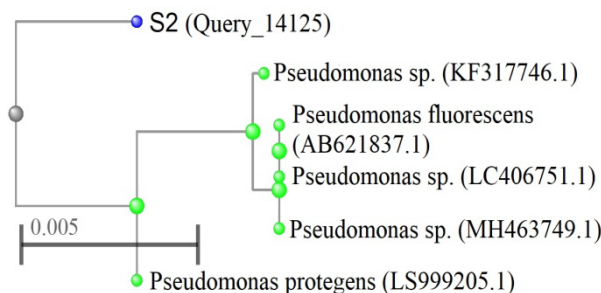 S2 (Query_14125)
Pseudomonas sp. (KF317746.1)
Pseudomonas fluorescens
(AB621837.1)
Pseudomonas sp. (LC406751.1)
Pseudomonas sp. (MH463749.1)
0.005
Pseudomonas protegens (LS999205.1)